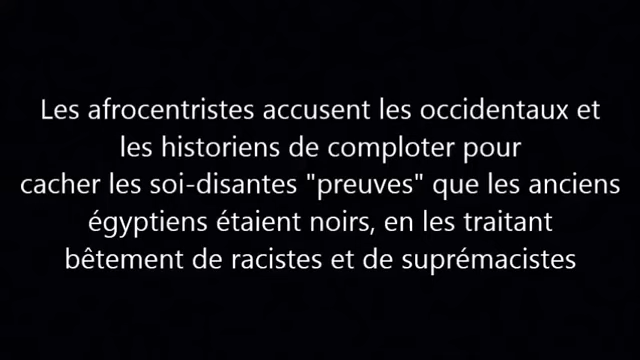 Les afrocentristes accusent les occidentaux et
les historiens de comploter pour
cacher les soi-disantes "preuves" que les anciens
égyptiens étaient noirs, en les traitant
bêtement de racistes et de suprémacistes